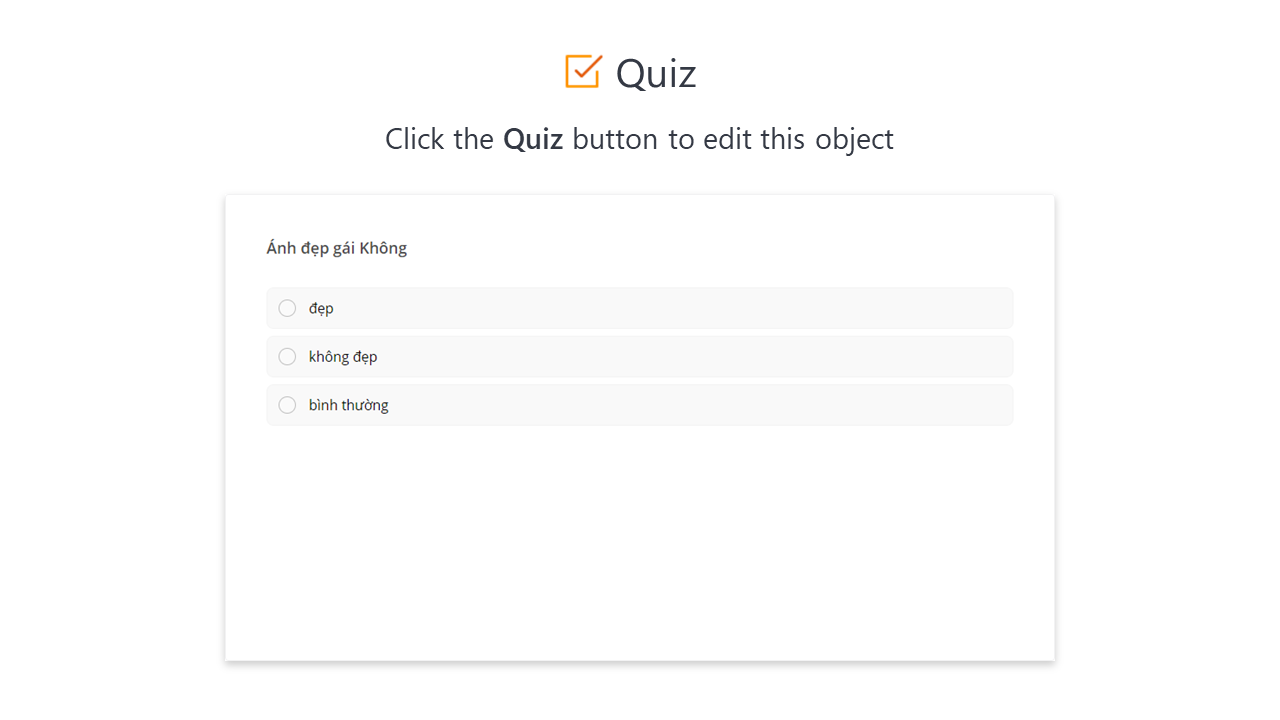 Quiz
Click the Quiz button to edit this object
Ánh đẹp gái Không
đẹp
không đẹp
bình thường